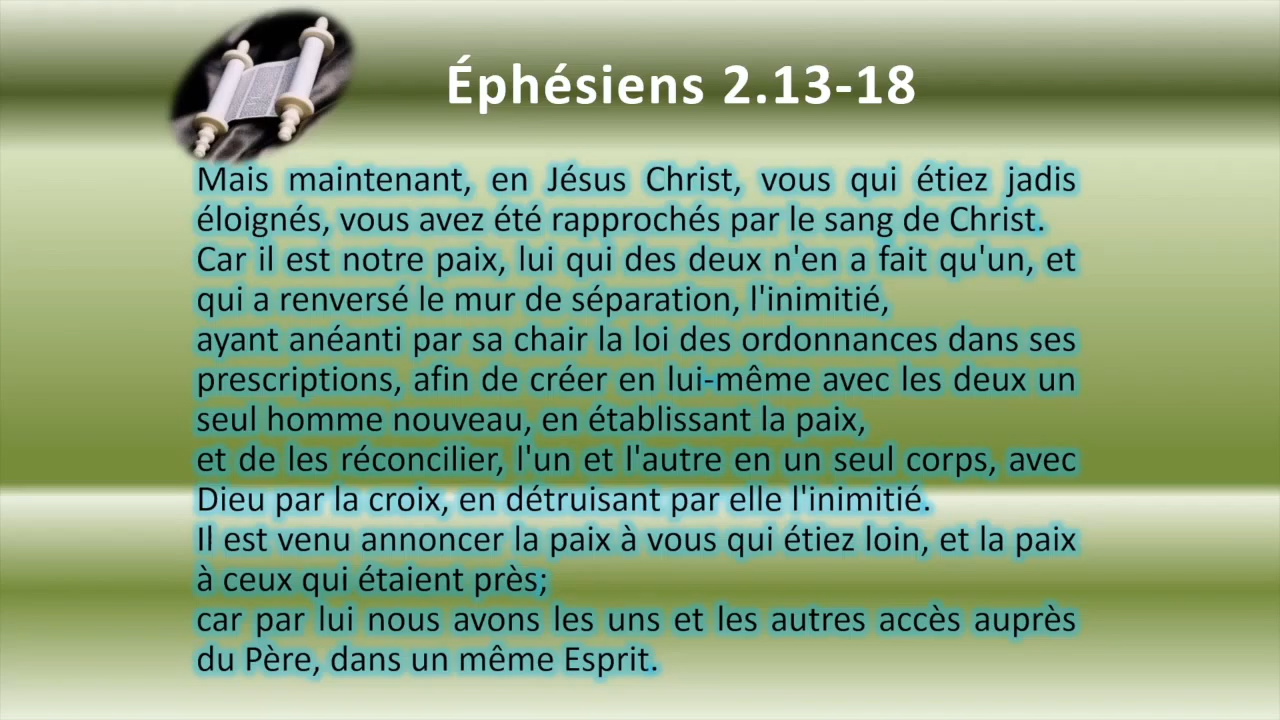 Éphésiens 2.13-18
Mais maintenant, en Jésus Christ, vous qui étiez jadis
éloignés, vous avez été rapprochés par le sang de Christ.
Car il est notre paix, lui qui des deux n'en a fait qu'un, et
qui a renversé le mur de séparation, l'inimitié,
ayant anéanti par sa chair la loi des ordonnances dans ses
prescriptions, afin de créer en lui-même avec les deux un
seul homme nouveau, en établissant la paix,
et de les réconcilier, l'un et l'autre en un seul corps, avec
Dieu par la croix, en détruisant par elle l'inimitié.
Il est venu annoncer la paix à vous qui étiez loin, et la paix
à ceux qui étaient près;
car par lui nous avons les uns et les autres accès auprès
du Père, dans un même Esprit.